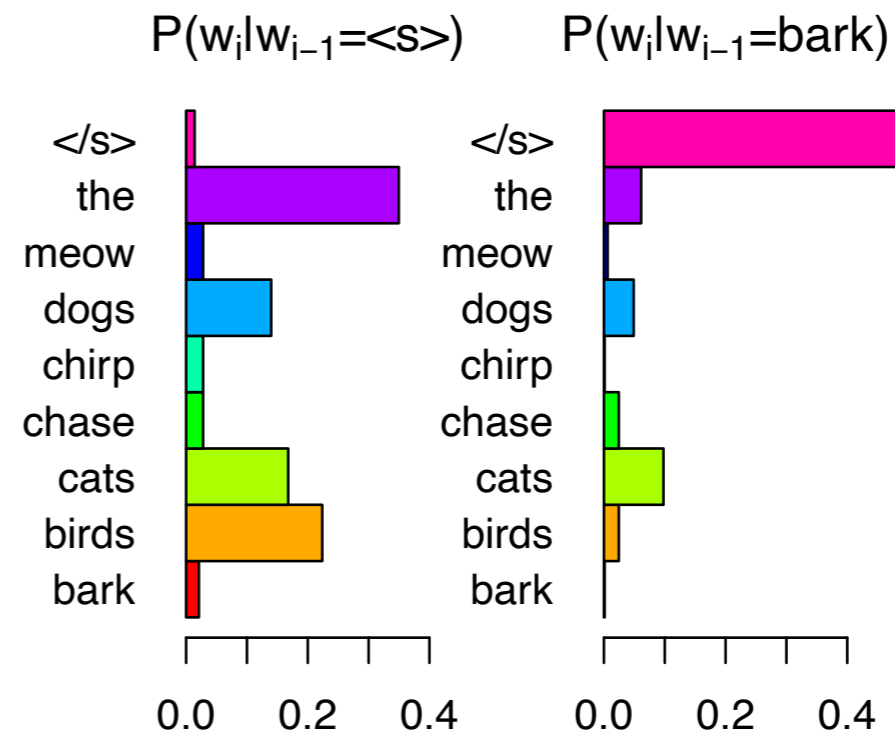 P(wᵢ|wᵢ₋₁=<s>) P(wᵢ|wᵢ₋₁=bark)
</s> </s>
the the
meow meow
dogs dogs
chirp chirp
chase chase
cats cats
birds birds
bark bark
0.0 0.2 0.4 0.0 0.2 0.4